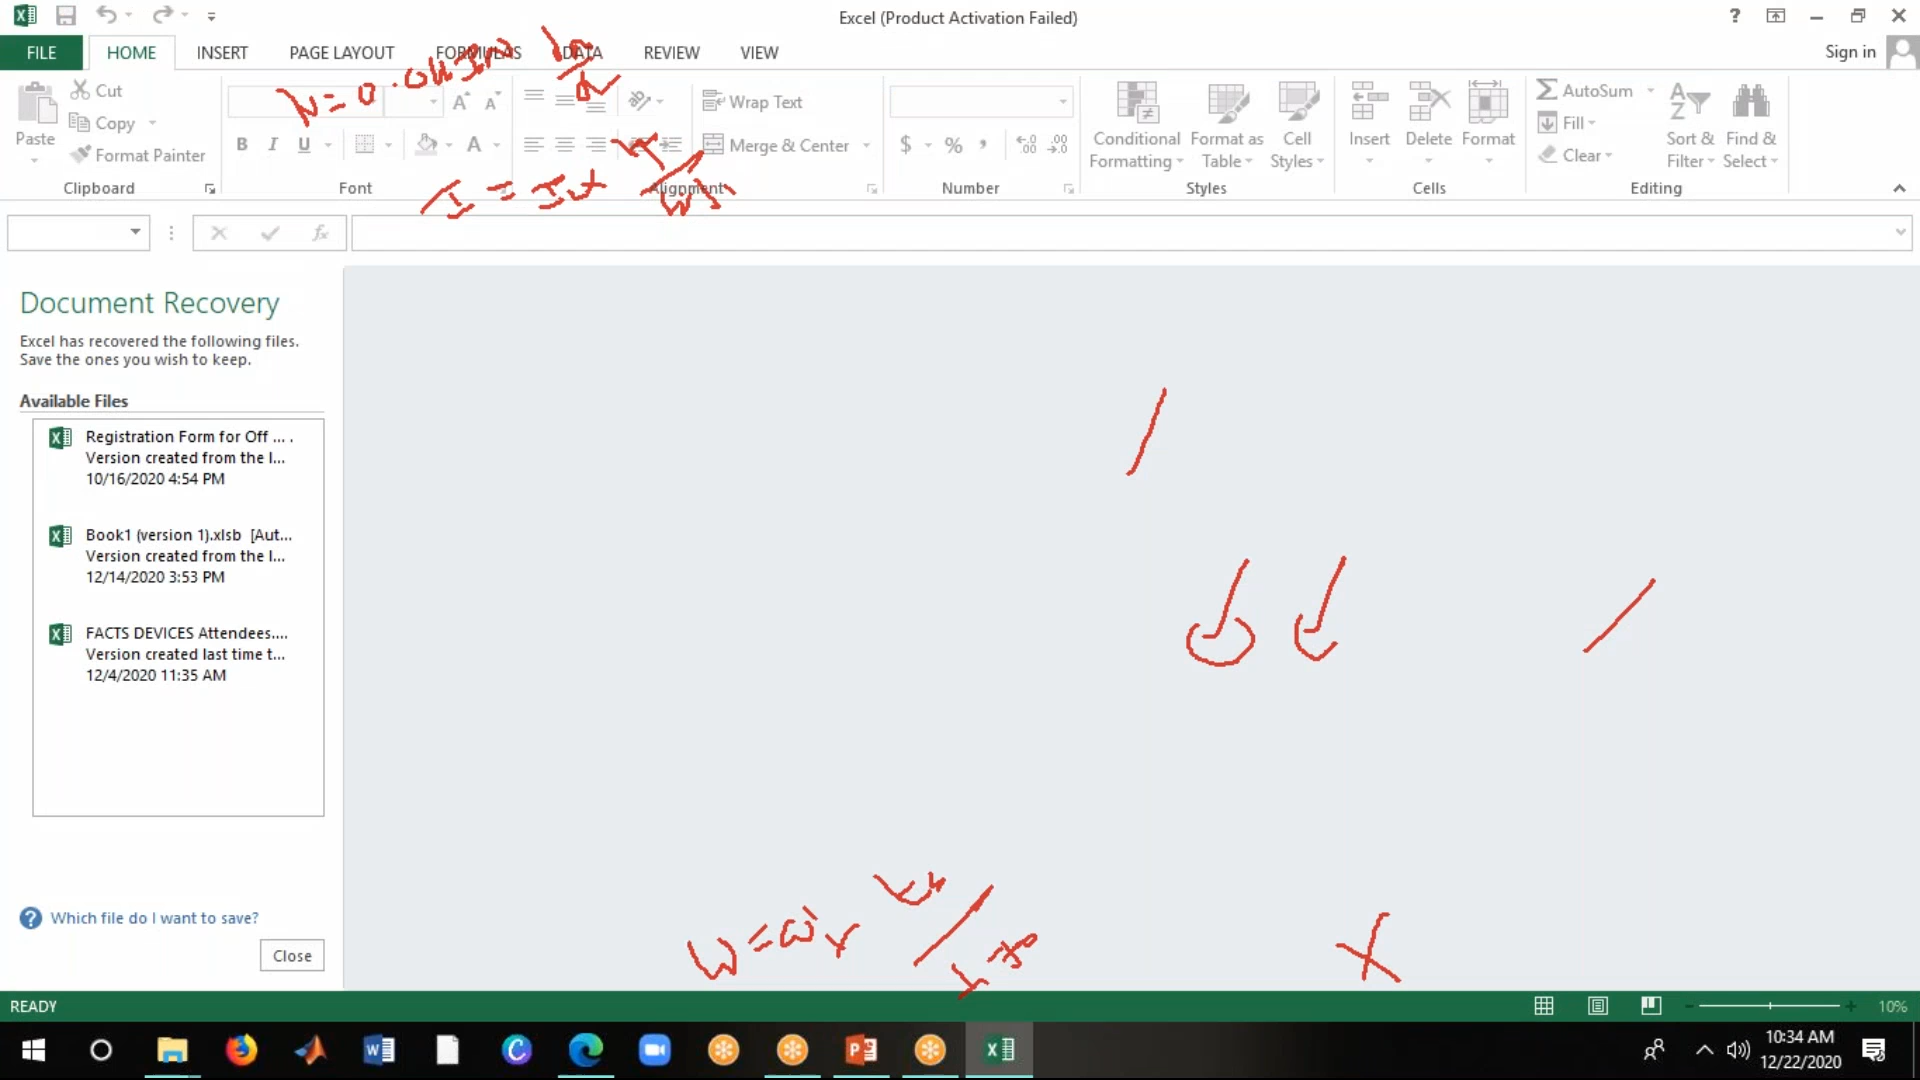 Excel (Product Activation Failed)
FILE HOME INSERT PAGE LAYOUT FORMULAS DATA REVIEW VIEW
Sign in
Paste
Cut
Copy
Format Painter
Clipboard
B I U A
Font
Wrap Text
Merge & Center
Alignment
$ % ,
Number
Conditional Formatting
Format as Table
Cell Styles
Styles
Insert Delete Format
Cells
AutoSum
Fill
Clear
Sort & Filter
Find & Select
Editing
fx
Document Recovery
Excel has recovered the following files.
Save the ones you wish to keep.
Available Files
Registration Form for Off ... .
Version created from the l...
10/16/2020 4:54 PM
Book1 (version 1).xlsb [Aut...
Version created from the l...
12/14/2020 3:53 PM
FACTS DEVICES Attendees....
Version created last time t...
12/4/2020 11:35 AM
Which file do I want to save?
Close
READY
10%
10:34 AM
12/22/2020